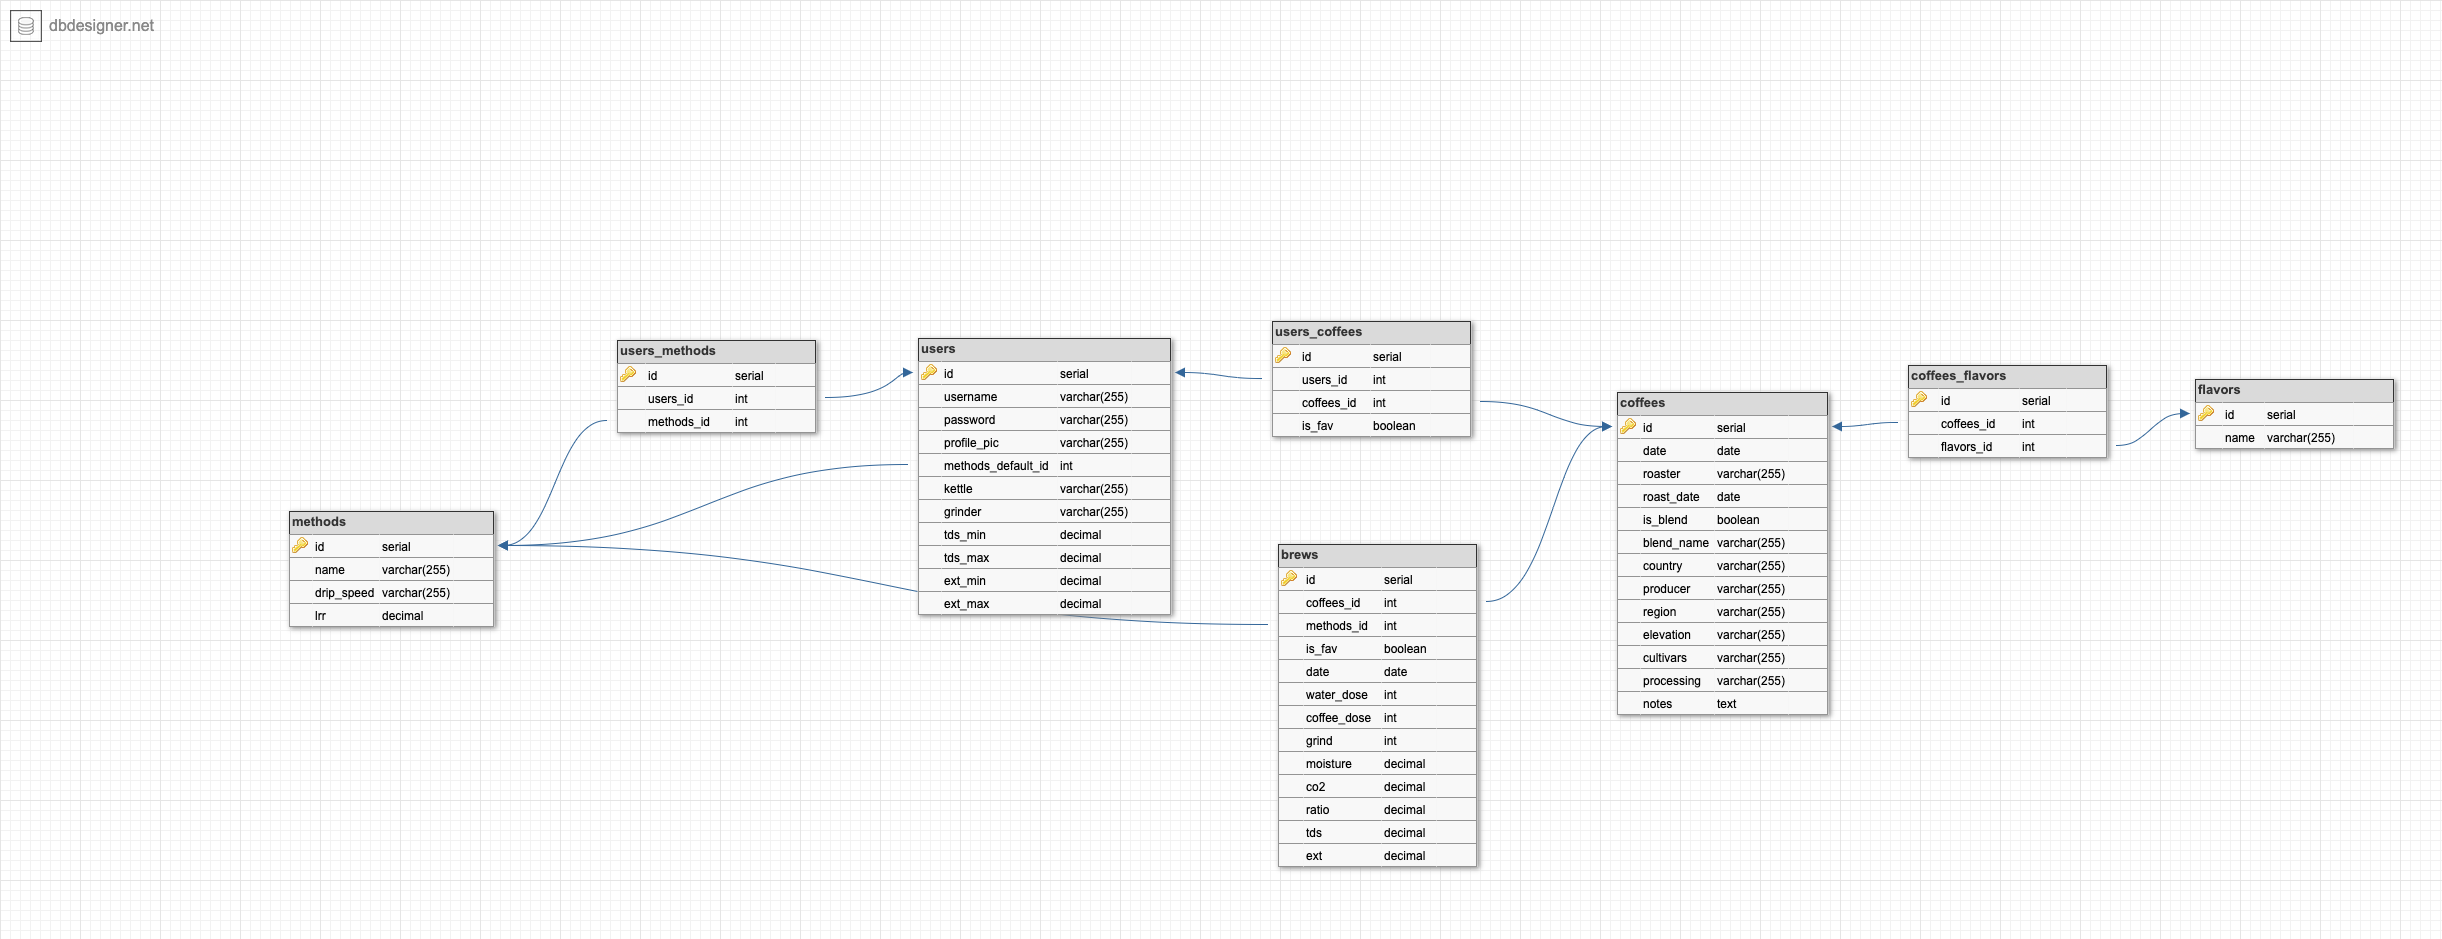 dbdesigner.net
methods
id serial
name varchar(255)
drip_speed varchar(255)
lrr decimal
users_methods
id serial
users_id int
methods_id int
users
id serial
username varchar(255)
password varchar(255)
profile_pic varchar(255)
methods_default_id int
kettle varchar(255)
grinder varchar(255)
tds_min decimal
tds_max decimal
ext_min decimal
ext_max decimal
users_coffees
id serial
users_id int
coffees_id int
is_fav boolean
brews
id serial
coffees_id int
methods_id int
is_fav boolean
date date
water_dose int
coffee_dose int
grind int
moisture decimal
co2 decimal
ratio decimal
tds decimal
ext decimal
coffees
id serial
date date
roaster varchar(255)
roast_date date
is_blend boolean
blend_name varchar(255)
country varchar(255)
producer varchar(255)
region varchar(255)
elevation varchar(255)
cultivars varchar(255)
processing varchar(255)
notes text
coffees_flavors
id serial
coffees_id int
flavors_id int
flavors
id serial
name varchar(255)